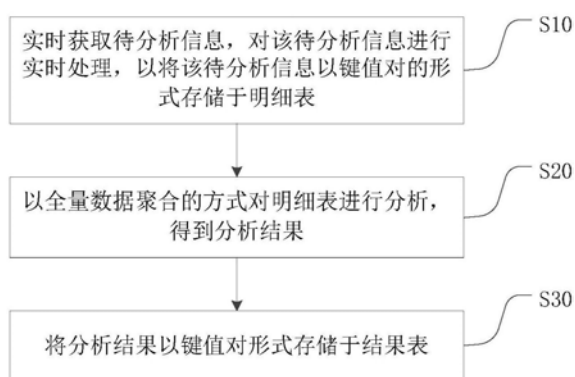 S10
实时获取待分析信息，对该待分析信息进行
实时处理，以将该待分析信息以键值对的形
式存储于明细表
S20
以全量数据聚合的方式对明细表进行分析，
得到分析结果
S30
将分析结果以键值对形式存储于结果表